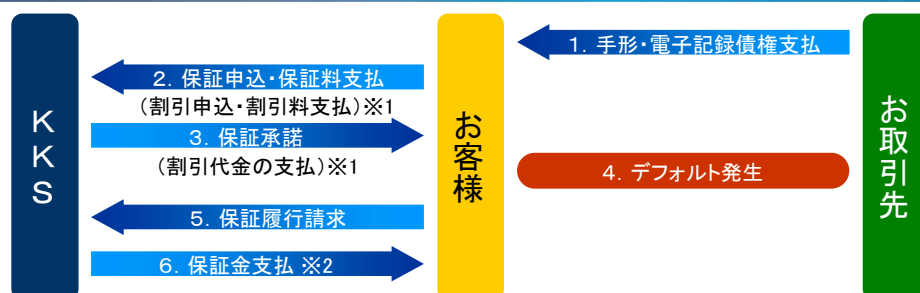 1．手形・電子記録債権支払
2．保証申込・保証料支払
（割引申込・割引料支払）※1
3．保証承諾
（割引代金の支払）※1
4．デフォルト発生
5．保証履行請求
6．保証金支払 ※2
ＫＫＳ
お客様
お取引先